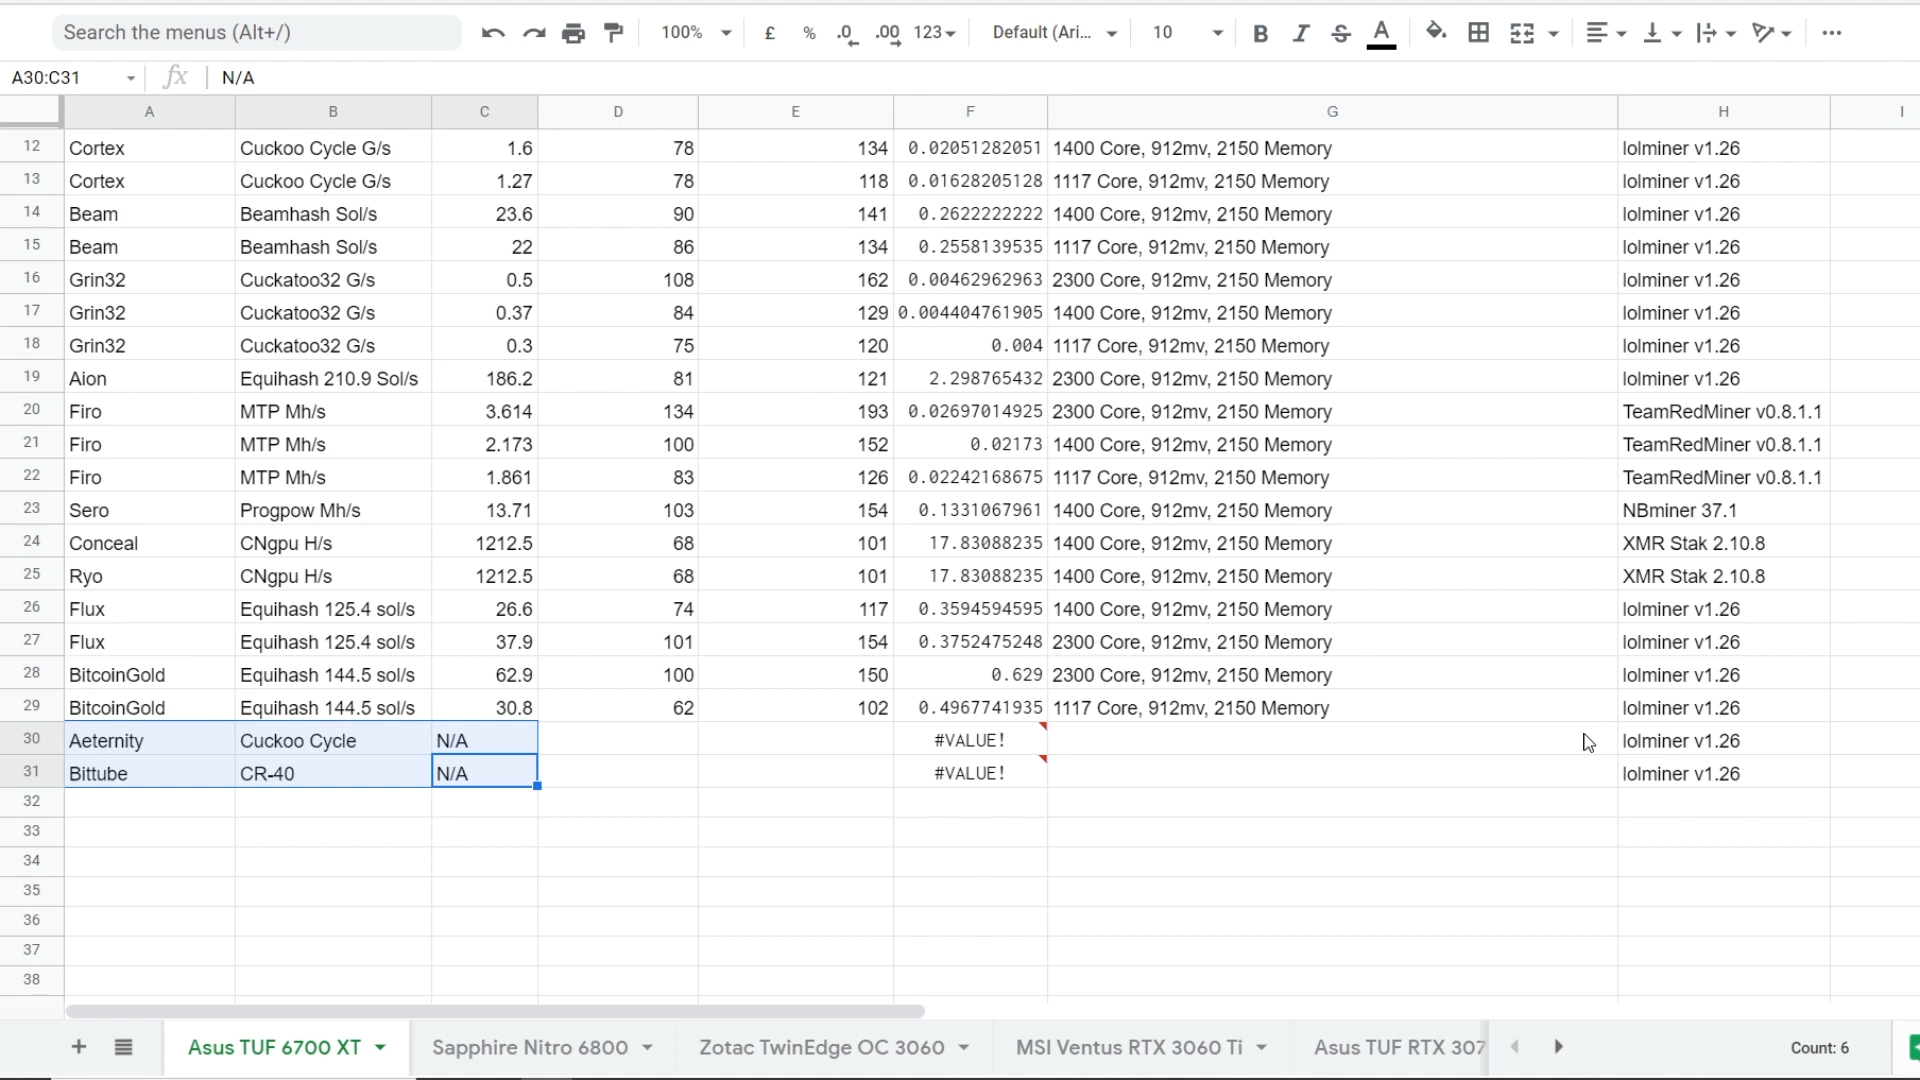 Search the menus (Alt+/) 100% £ % .0 .00 123 Default (Ari... 10 B I S A ...
A30:C31 fx N/A
A B C D E F G H I
12 Cortex Cuckoo Cycle G/s 1.6 78 134 0.02051282051 1400 Core, 912mv, 2150 Memory lolminer v1.26
13 Cortex Cuckoo Cycle G/s 1.27 78 118 0.01628205128 1117 Core, 912mv, 2150 Memory lolminer v1.26
14 Beam Beamhash Sol/s 23.6 90 141 0.2622222222 1400 Core, 912mv, 2150 Memory lolminer v1.26
15 Beam Beamhash Sol/s 22 86 134 0.2558139535 1117 Core, 912mv, 2150 Memory lolminer v1.26
16 Grin32 Cuckatoo32 G/s 0.5 108 162 0.00462962963 2300 Core, 912mv, 2150 Memory lolminer v1.26
17 Grin32 Cuckatoo32 G/s 0.37 84 129 0.004404761905 1400 Core, 912mv, 2150 Memory lolminer v1.26
18 Grin32 Cuckatoo32 G/s 0.3 75 120 0.004 1117 Core, 912mv, 2150 Memory lolminer v1.26
19 Aion Equihash 210.9 Sol/s 186.2 81 121 2.298765432 2300 Core, 912mv, 2150 Memory lolminer v1.26
20 Firo MTP Mh/s 3.614 134 193 0.02697014925 2300 Core, 912mv, 2150 Memory TeamRedMiner v0.8.1.1
21 Firo MTP Mh/s 2.173 100 152 0.02173 1400 Core, 912mv, 2150 Memory TeamRedMiner v0.8.1.1
22 Firo MTP Mh/s 1.861 83 126 0.02242168675 1117 Core, 912mv, 2150 Memory TeamRedMiner v0.8.1.1
23 Sero Progpow Mh/s 13.71 103 154 0.1331067961 1400 Core, 912mv, 2150 Memory NBminer 37.1
24 Conceal CNgpu H/s 1212.5 68 101 17.83088235 1400 Core, 912mv, 2150 Memory XMR Stak 2.10.8
25 Ryo CNgpu H/s 1212.5 68 101 17.83088235 1400 Core, 912mv, 2150 Memory XMR Stak 2.10.8
26 Flux Equihash 125.4 sol/s 26.6 74 117 0.3594594595 1400 Core, 912mv, 2150 Memory lolminer v1.26
27 Flux Equihash 125.4 sol/s 37.9 101 154 0.3752475248 2300 Core, 912mv, 2150 Memory lolminer v1.26
28 BitcoinGold Equihash 144.5 sol/s 62.9 100 150 0.629 2300 Core, 912mv, 2150 Memory lolminer v1.26
29 BitcoinGold Equihash 144.5 sol/s 30.8 62 102 0.4967741935 1117 Core, 912mv, 2150 Memory lolminer v1.26
30 Aeternity Cuckoo Cycle N/A #VALUE! lolminer v1.26
31 Bittube CR-40 N/A #VALUE! lolminer v1.26
32
33
34
35
36
37
38
+ Asus TUF 6700 XT Sapphire Nitro 6800 Zotac TwinEdge OC 3060 MSI Ventus RTX 3060 Ti Asus TUF RTX 307 Count: 6